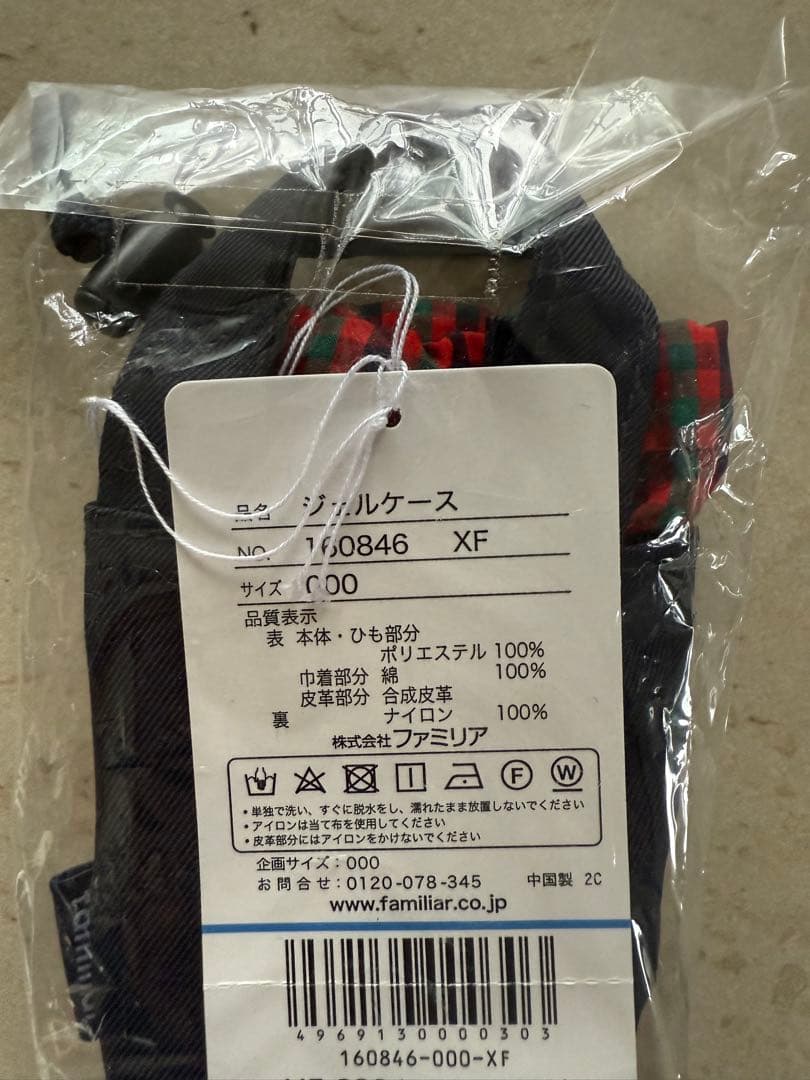 品名 ジェルケース
NO. 160846 XF
サイズ 000
品質表示
表 本体・ひも部分
ポリエステル 100%
巾着部分 綿 100%
皮革部分 合成皮革
裏 ナイロン 100%
株式会社ファミリア
F W
・単独で洗い、すぐに脱水をし、濡れたまま放置しないでください
・アイロンは当て布を使用してください
・皮革部分にはアイロンをかけないでください
企画サイズ：000
お問合せ：0120-078-345 中国製 2C
www.familiar.co.jp
4969130000303
160846-000-XF
familiar